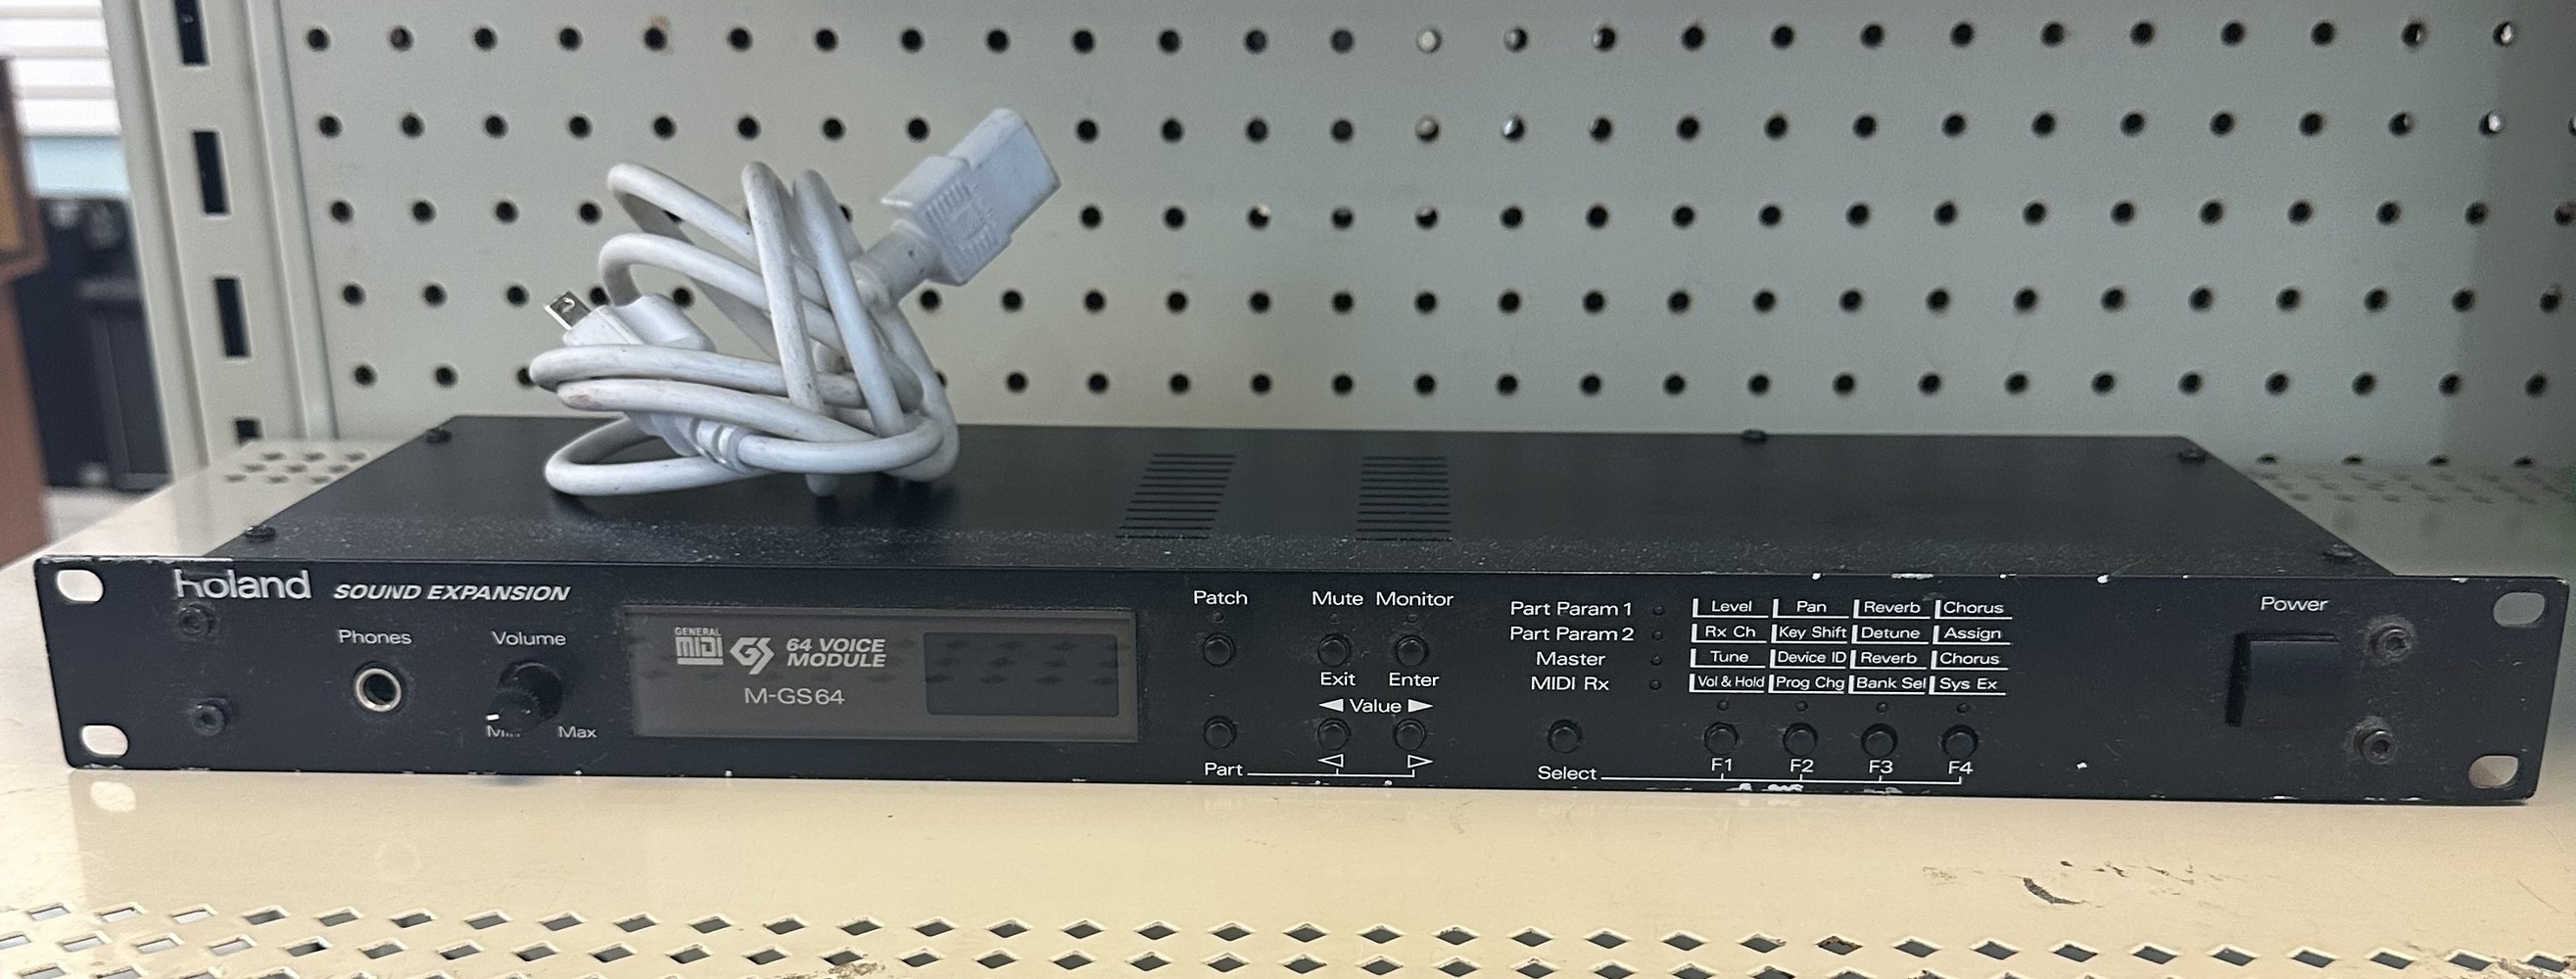 Roland SOUND EXPANSION
Phones
Volume
Min
Max
GENERAL
MIDI
GS
64 VOICE
MODULE
M-GS64
Patch
Mute Monitor
Exit Enter
◀ Value ▶
Part
Part Param 1 Level Pan Reverb Chorus
Part Param 2 Rx Ch Key Shift Detune Assign
Master Tune Device ID Reverb Chorus
MIDI Rx Vol & Hold Prog Chg Bank Sel Sys Ex
Select
F1 F2 F3 F4
Power